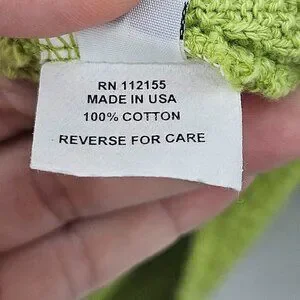 RN 112155
MADE IN USA
100% COTTON
REVERSE FOR CARE